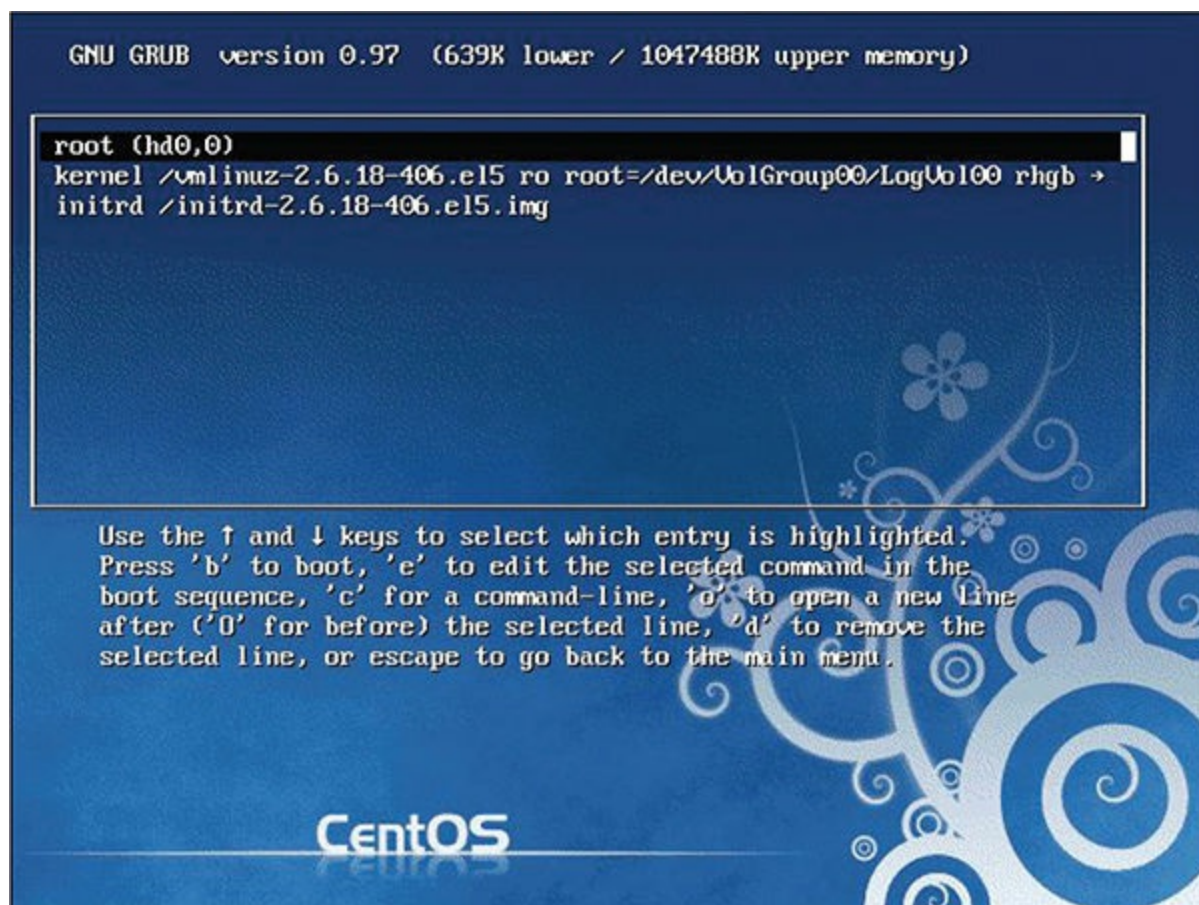 GNU GRUB  version 0.97  (639K lower / 1047488K upper memory)
root (hd0,0)
kernel /vmlinuz-2.6.18-406.el5 ro root=/dev/VolGroup00/LogVol00 rhgb →
initrd /initrd-2.6.18-406.el5.img
Use the ↑ and ↓ keys to select which entry is highlighted.
Press 'b' to boot, 'e' to edit the selected command in the
boot sequence, 'c' for a command-line, 'o' to open a new line
after ('O' for before) the selected line, 'd' to remove the
selected line, or escape to go back to the main menu.
CentOS